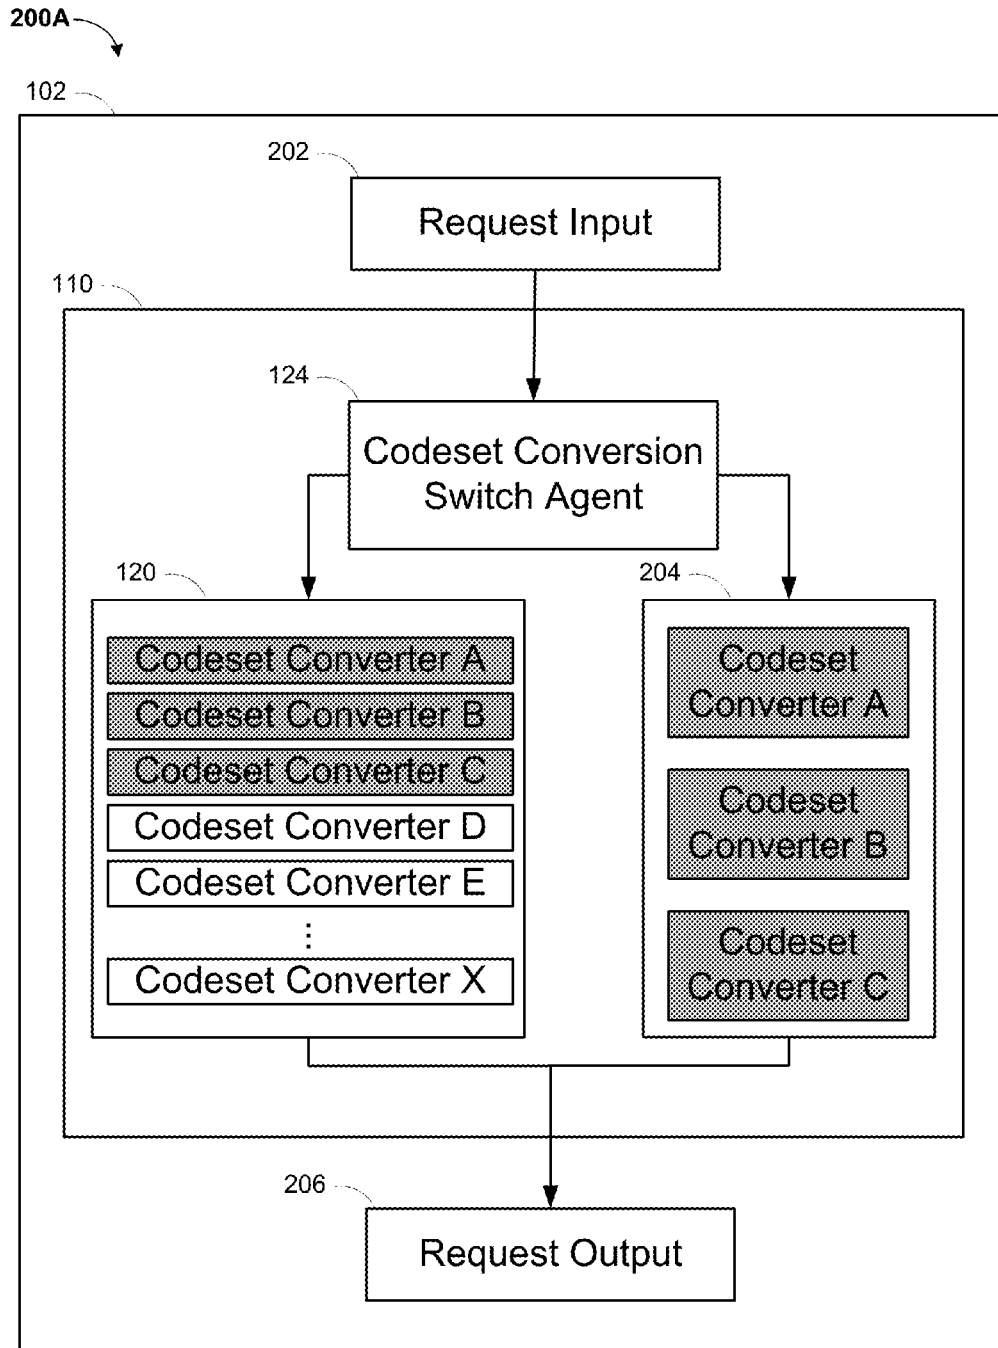 200A
102
202
Request Input
110
124
Codeset Conversion
Switch Agent
120
204
Codeset Converter A
Codeset Converter B
Codeset Converter C
Codeset Converter D
Codeset Converter E
⋮
Codeset Converter X
Codeset
Converter A
Codeset
Converter B
Codeset
Converter C
206
Request Output